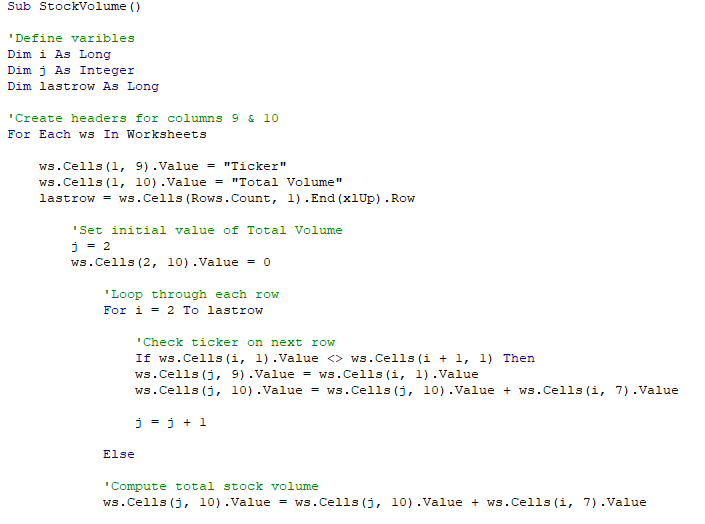 Sub StockVolume()
'Define varibles
Dim i As Long
Dim j As Integer
Dim lastrow As Long
'Create headers for columns 9 & 10
For Each ws In Worksheets
ws.Cells(1, 9).Value = "Ticker"
ws.Cells(1, 10).Value = "Total Volume"
lastrow = ws.Cells(Rows.Count, 1).End(xlUp).Row
'Set initial value of Total Volume
j = 2
ws.Cells(2, 10).Value = 0
'Loop through each row
For i = 2 To lastrow
'Check ticker on next row
If ws.Cells(i, 1).Value <> ws.Cells(i + 1, 1) Then
ws.Cells(j, 9).Value = ws.Cells(i, 1).Value
ws.Cells(j, 10).Value = ws.Cells(j, 10).Value + ws.Cells(i, 7).Value
j = j + 1
Else
'Compute total stock volume
ws.Cells(j, 10).Value = ws.Cells(j, 10).Value + ws.Cells(i, 7).Value